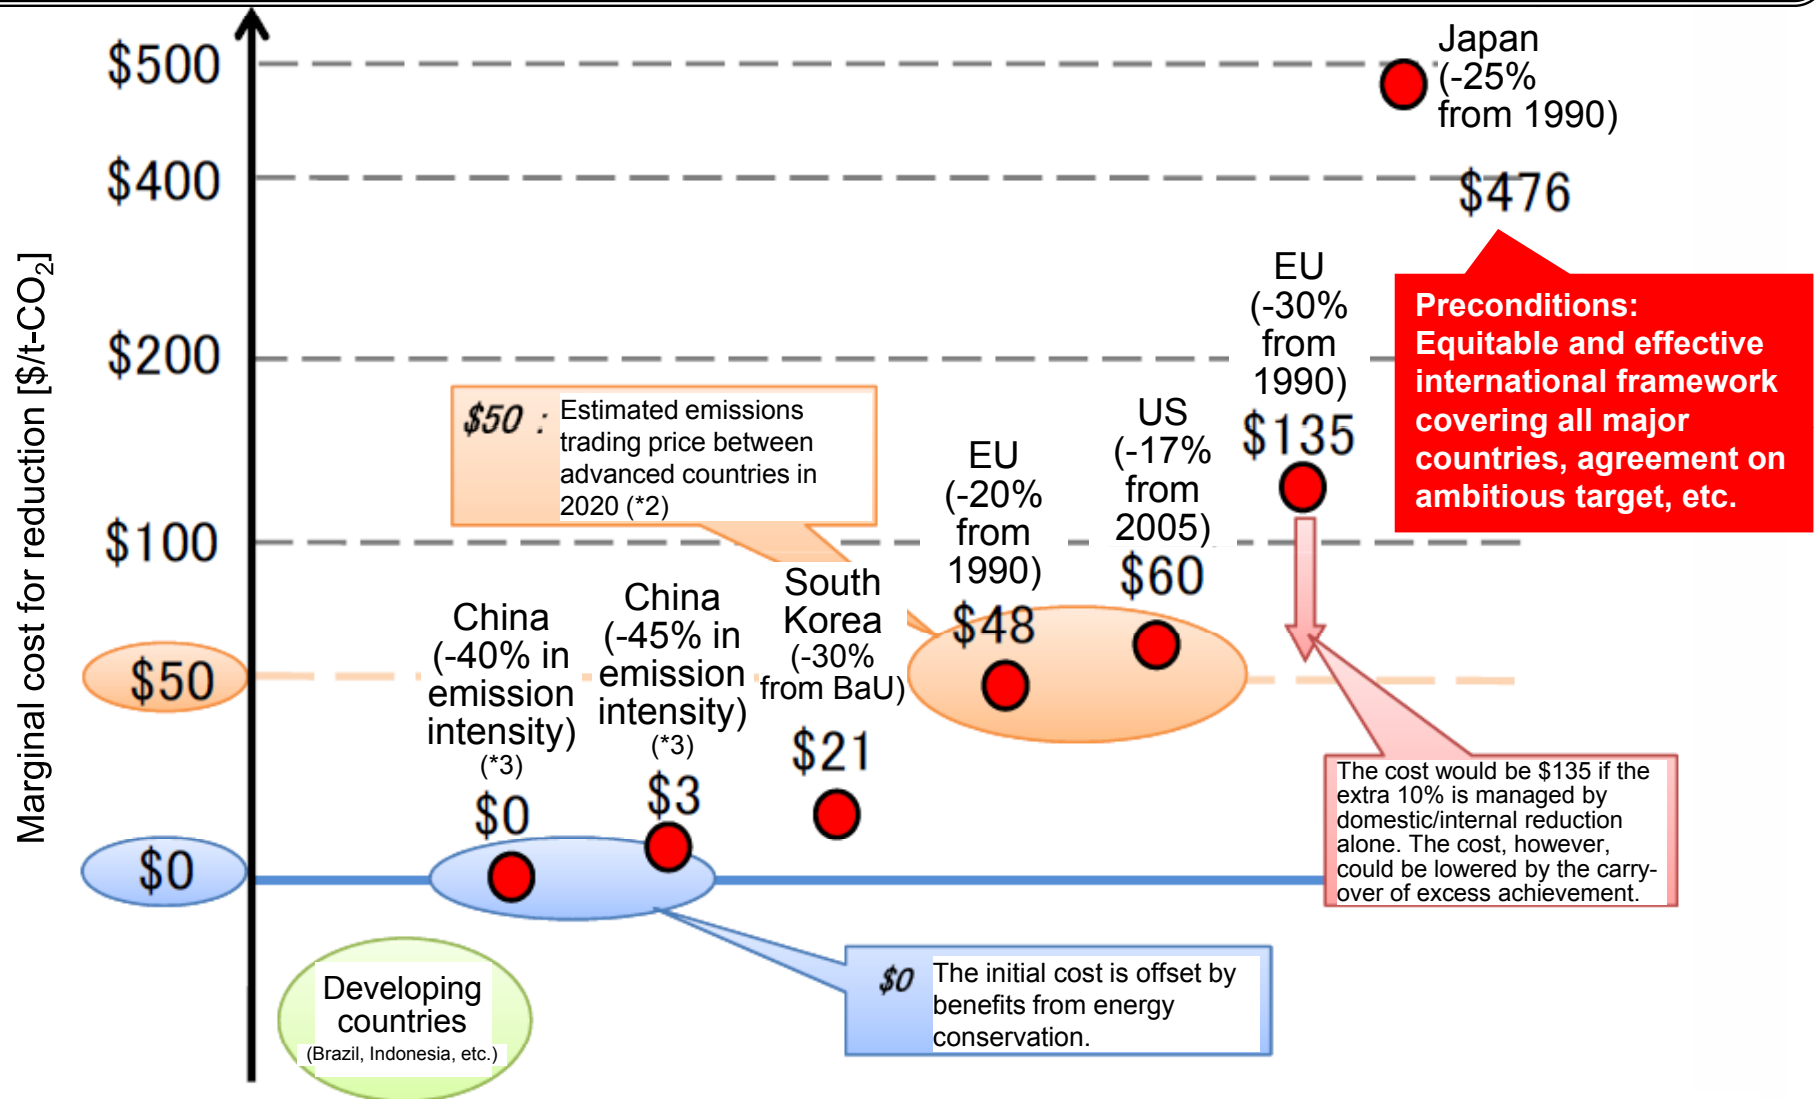 Marginal cost for reduction [$/t-CO₂]
$500
$400
$200
$100
$50
$0
Japan
(-25%
from 1990)
$476
Preconditions:
Equitable and effective
international framework
covering all major
countries, agreement on
ambitious target, etc.
EU
(-30%
from
1990)
$135
US
(-17%
from
2005)
$60
EU
(-20%
from
1990)
$48
$50 : Estimated emissions
trading price between
advanced countries in
2020 (*2)
South
Korea
(-30%
from BaU)
$21
China
(-45% in
emission
intensity)
(*3)
$3
China
(-40% in
emission
intensity)
(*3)
$0
The cost would be $135 if the
extra 10% is managed by
domestic/internal reduction
alone. The cost, however,
could be lowered by the carry-
over of excess achievement.
$0 The initial cost is offset by
benefits from energy
conservation.
Developing
countries
(Brazil, Indonesia, etc.)